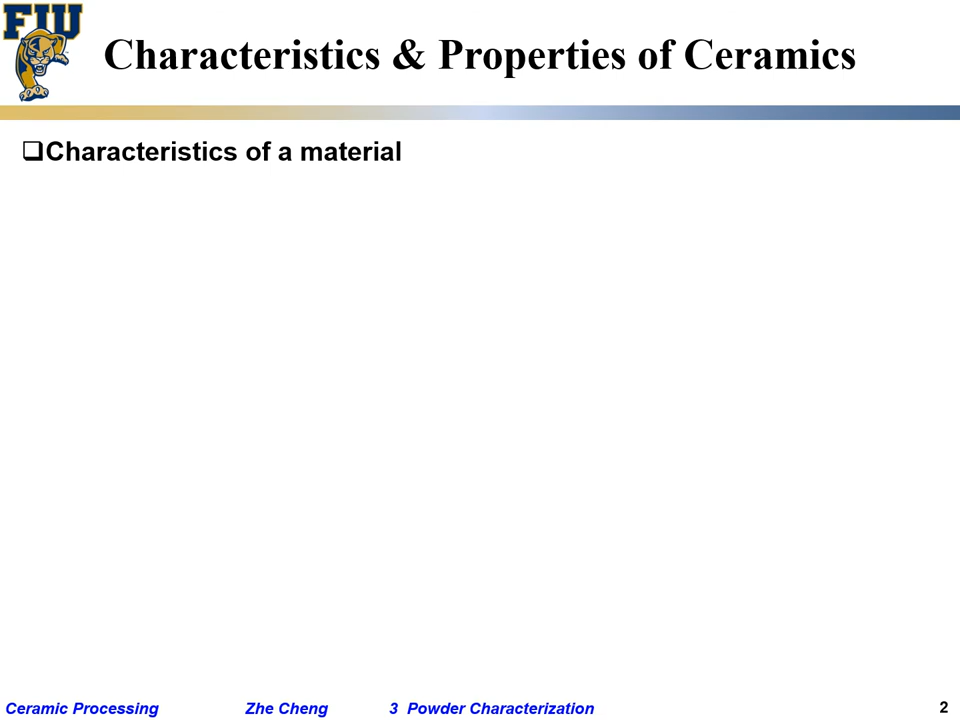 FIU
Characteristics & Properties of Ceramics
❑Characteristics of a material
Ceramic Processing Zhe Cheng 3 Powder Characterization 2